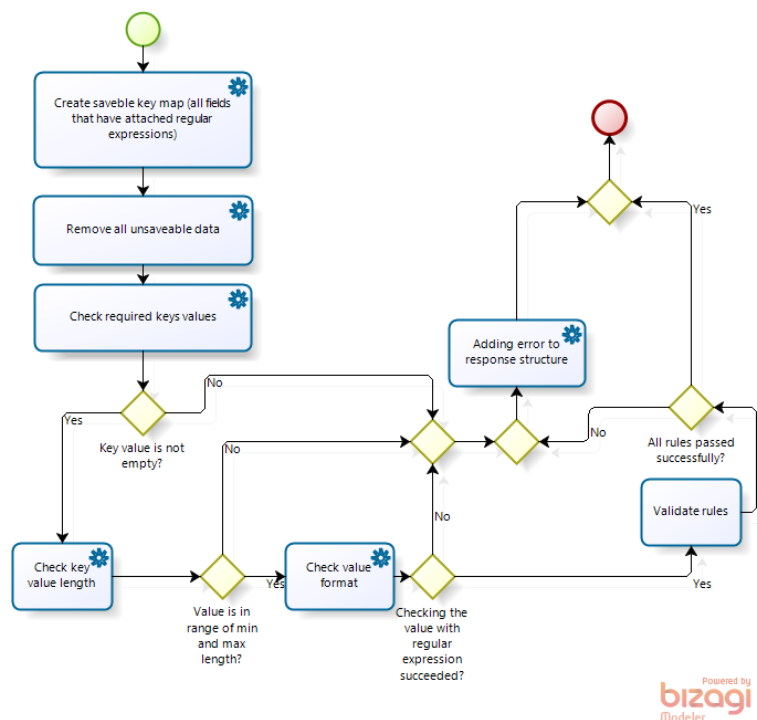 Create saveble key map (all fields
that have attached regular
expressions)
Remove all unsaveable data
Yes
Check required keys values
Adding error to
response structure
No
Yes
Key value is not
empty?
No
No
All rules passed
successfully?
No
Validate rules
Check key
value length
Yes
Check value
format
Yes
Value is in
range of min
and max
length?
Checking the
value with
regular
expression
succeeded?
Powered by
bizagi
Modeler